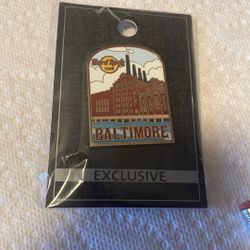 Hard Rock
CAFE
BALTIMORE
EXCLUSIVE